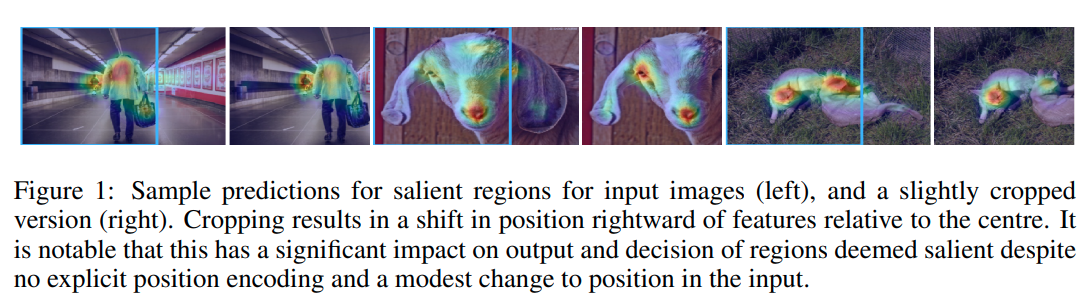 Figure 1: Sample predictions for salient regions for input images (left), and a slightly cropped
version (right). Cropping results in a shift in position rightward of features relative to the centre. It
is notable that this has a significant impact on output and decision of regions deemed salient despite
no explicit position encoding and a modest change to position in the input.